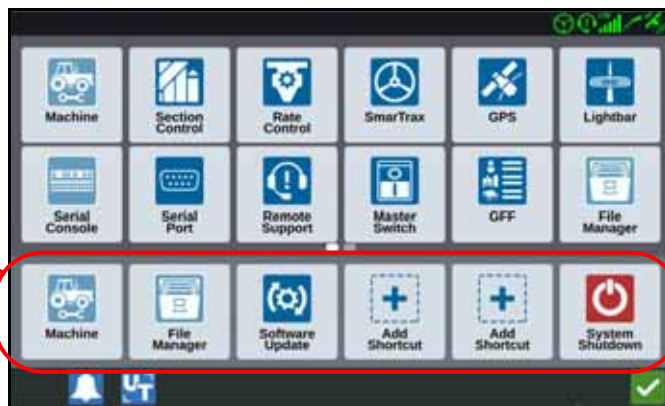 Machine
Section
Control
Rate
Control
SmarTrax
GPS
Lightbar
Serial
Console
Serial
Port
Remote
Support
Master
Switch
GFF
File
Manager
Machine
File
Manager
Software
Update
Add
Shortcut
Add
Shortcut
System
Shutdown
UT